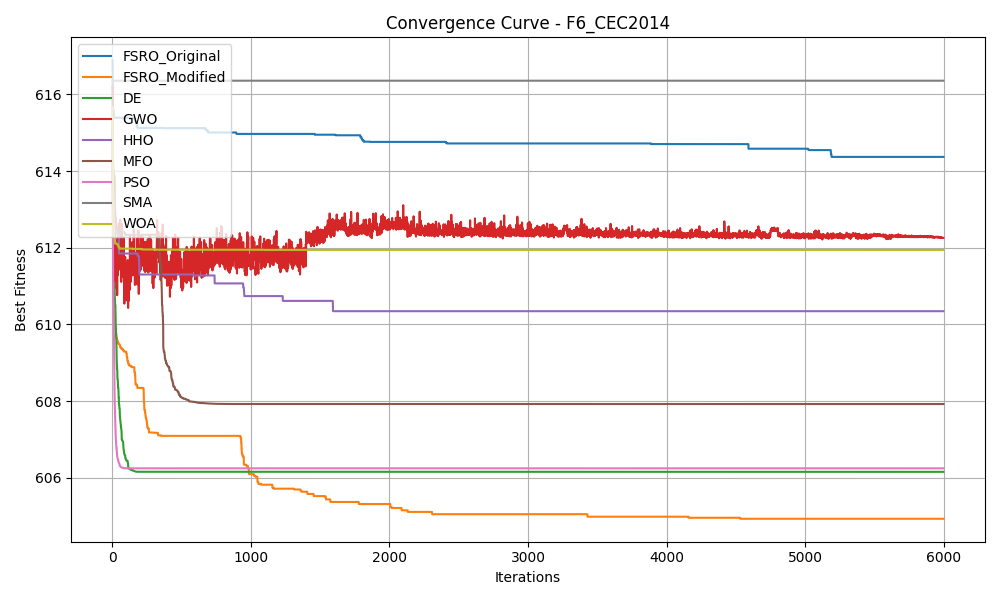 Convergence Curve - F6_CEC2014
FSRO_Original
FSRO_Modified
DE
GWO
HHO
MFO
PSO
SMA
WOA
616
614
612
610
608
606
Best Fitness
0 1000 2000 3000 4000 5000 6000
Iterations